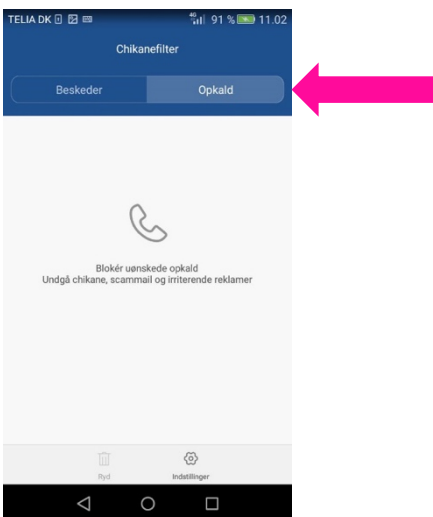 TELIA DK 4G 91 % 11.02
Chikanefilter
Beskeder Opkald
Blokér uønskede opkald
Undgå chikane, scammail og irriterende reklamer
Ryd Indstillinger